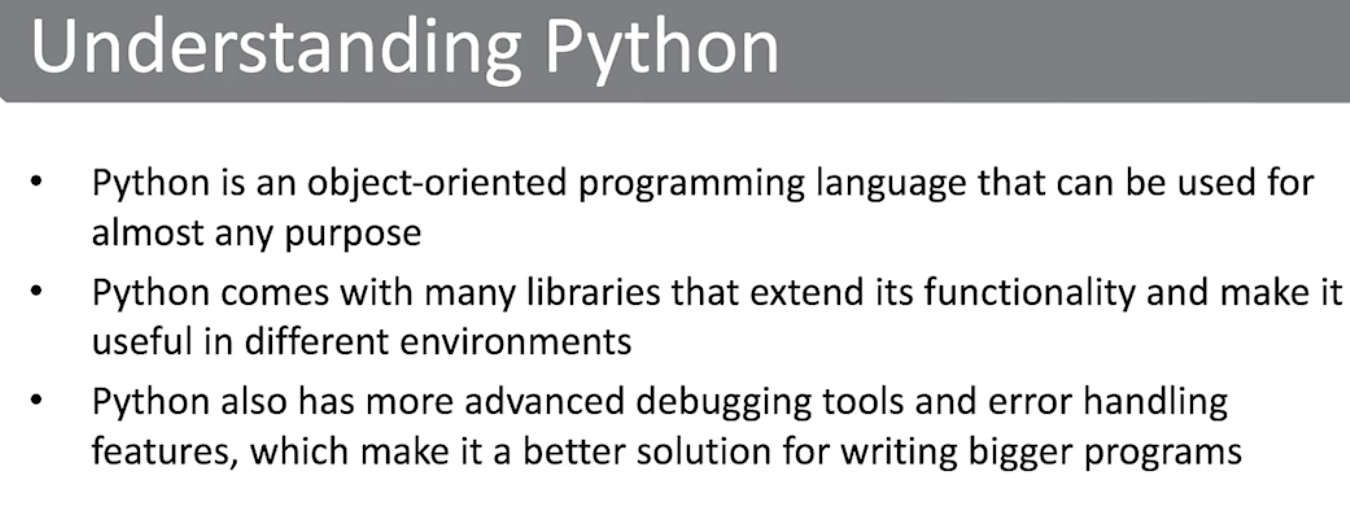 Understanding Python
• Python is an object-oriented programming language that can be used for
almost any purpose
• Python comes with many libraries that extend its functionality and make it
useful in different environments
• Python also has more advanced debugging tools and error handling
features, which make it a better solution for writing bigger programs